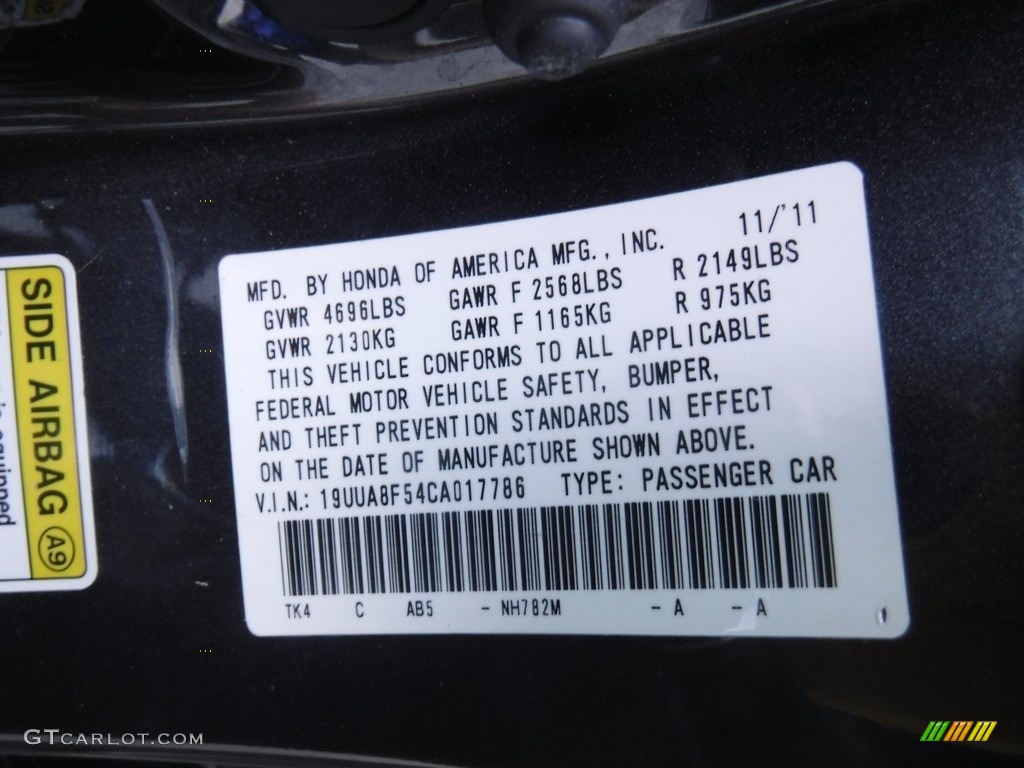 MFD. BY HONDA OF AMERICA MFG., INC. 11/'11
GVWR 4696LBS GAWR F 2568LBS R 2149LBS
GVWR 2130KG GAWR F 1165KG R 975KG
THIS VEHICLE CONFORMS TO ALL APPLICABLE
FEDERAL MOTOR VEHICLE SAFETY, BUMPER,
AND THEFT PREVENTION STANDARDS IN EFFECT
ON THE DATE OF MANUFACTURE SHOWN ABOVE.
V.I.N.: 19UUA8F54CA017786 TYPE: PASSENGER CAR
TK4 C AB5 - NH782M - A - A
SIDE AIRBAG A9
GTCARLOT.COM